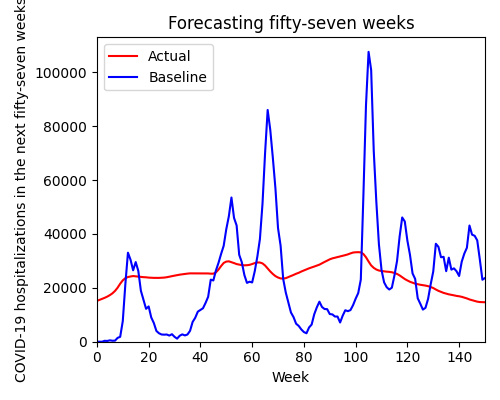 Forecasting fifty-seven weeks
COVID-19 hospitalizations in the next fifty-seven weeks
Actual
Baseline
100000
80000
60000
40000
20000
0
0 20 40 60 80 100 120 140
Week